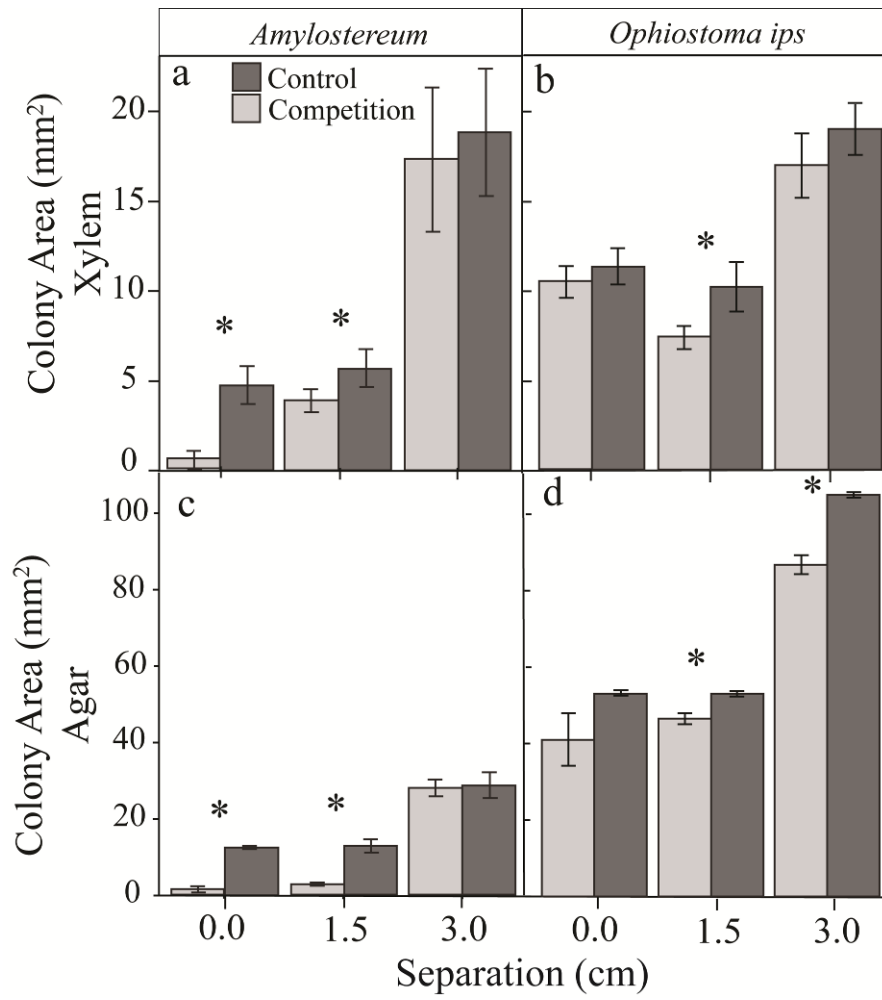 Amylostereum
Ophiostoma ips
a
Control
Competition
b
*
*
*
Colony Area (mm²)
Xylem
20
15
10
5
0
c
d
*
*
*
*
Colony Area (mm²)
Agar
100
80
60
40
20
0
0.0
1.5
3.0
0.0
1.5
3.0
Separation (cm)